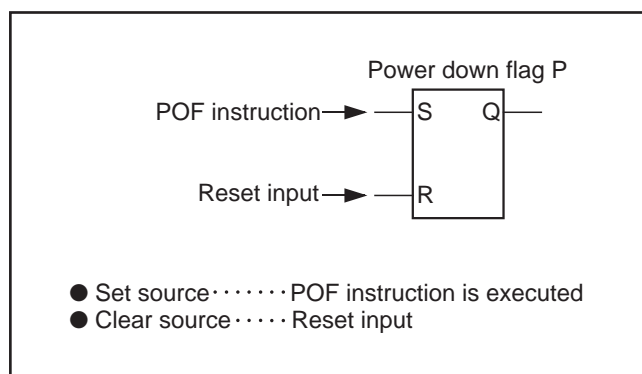 Power down flag P
POF instruction S Q
Reset input R
● Set source ······· POF instruction is executed
● Clear source ····· Reset input